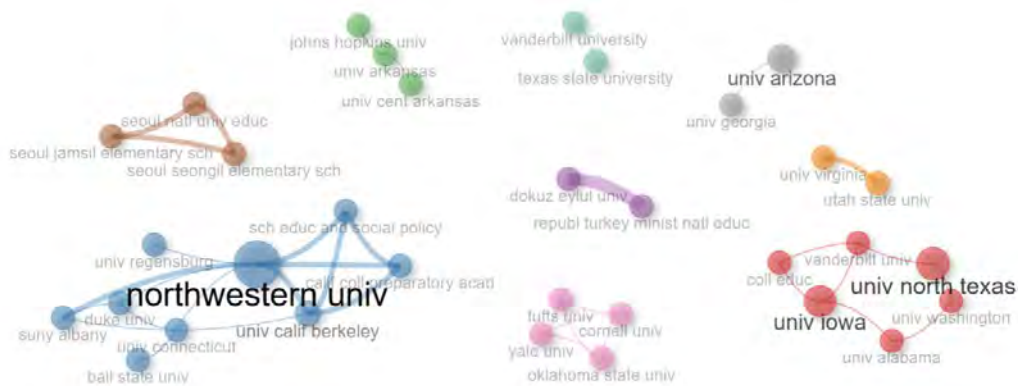 johns hopkins univ
univ arkansas
univ cent arkansas
vanderbilt university
texas state university
univ arizona
univ georgia
seoul natl univ educ
seoul jamsil elementary sch
seoul seongil elementary sch
dokuz eylul univ
republ turkey minist natl educ
univ virginia
utah state univ
sch educ and social policy
univ regensburg
calif coll preparatory acad
northwestern univ
duke univ
suny albany
univ calif berkeley
univ connecticut
ball state univ
tufts univ
cornell univ
yale univ
oklahoma state univ
vanderbilt univ
coll educ
univ north texas
univ iowa
univ washington
univ alabama